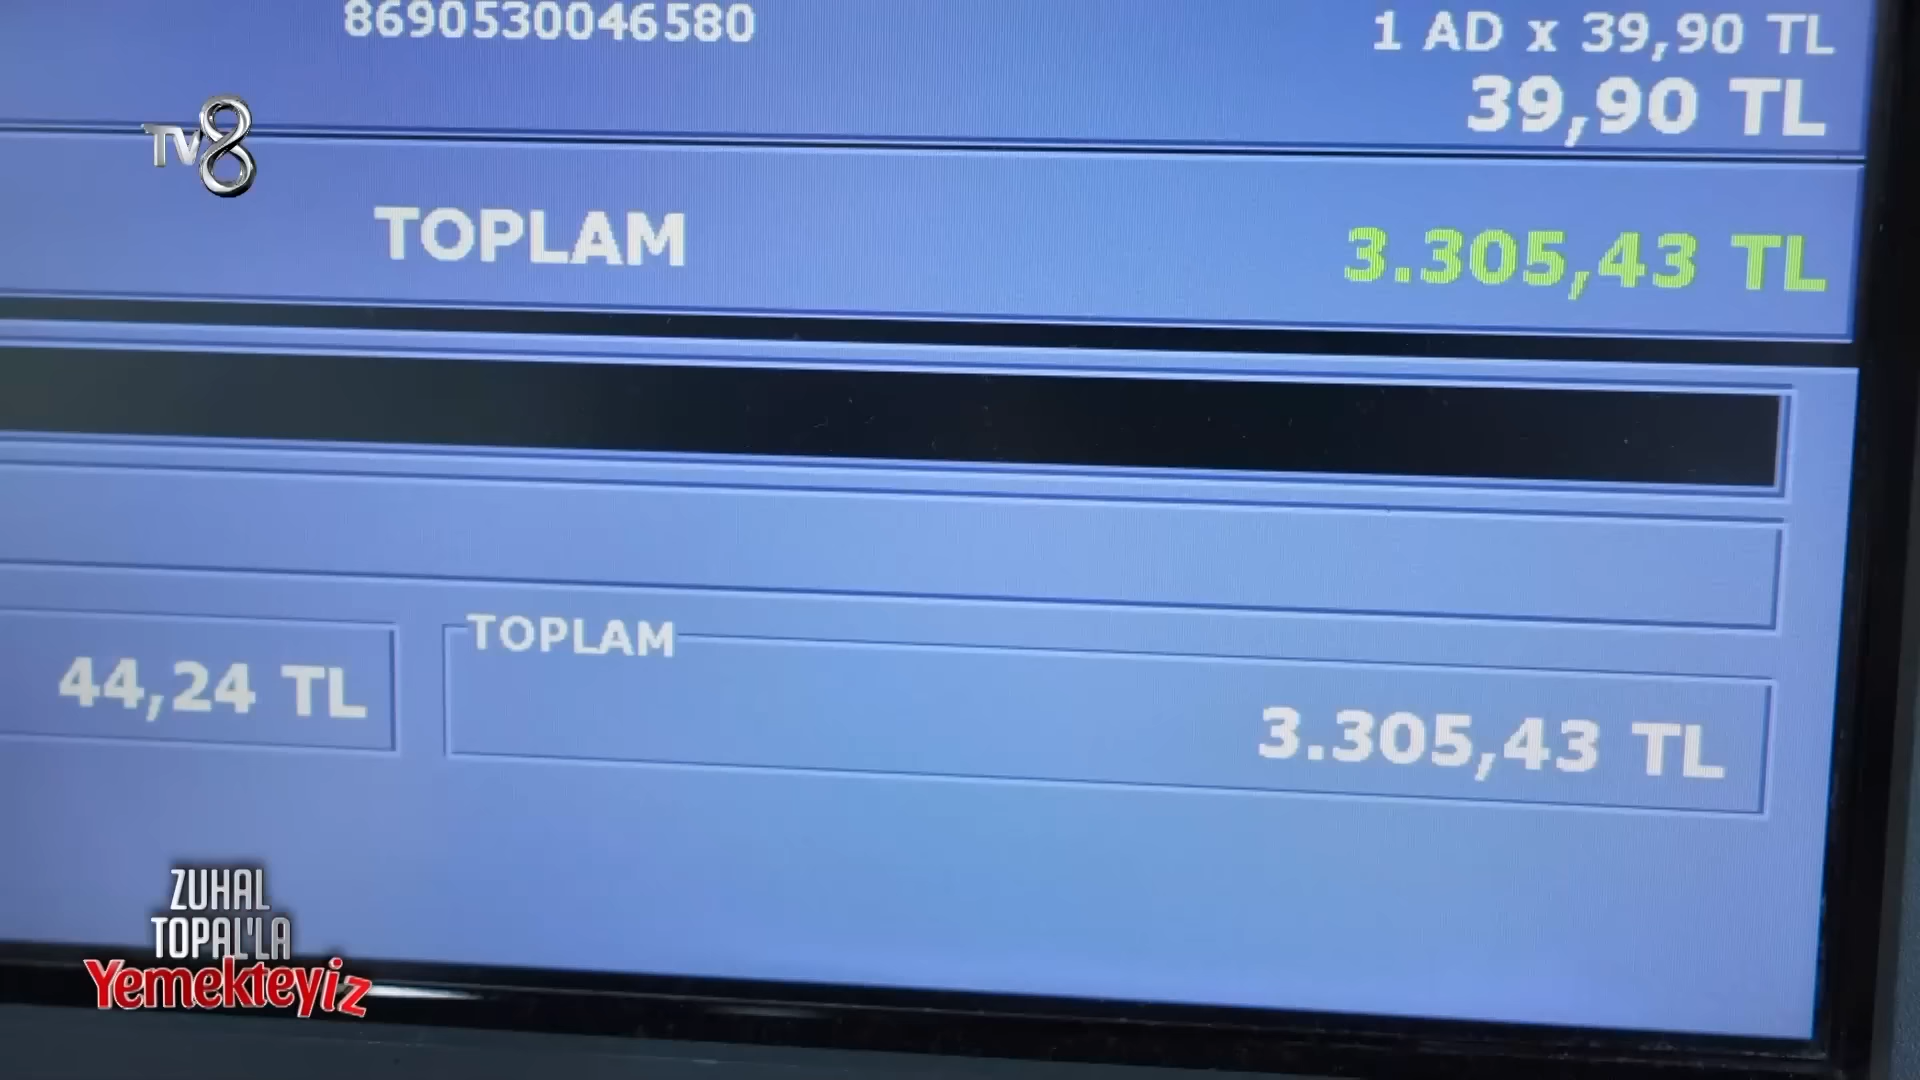 8690530046580
1 AD x 39,90 TL
39,90 TL
TV8
TOPLAM
3.305,43 TL
TOPLAM
44,24 TL
3.305,43 TL
ZUHAL
TOPAL'LA
Yemekteyiz